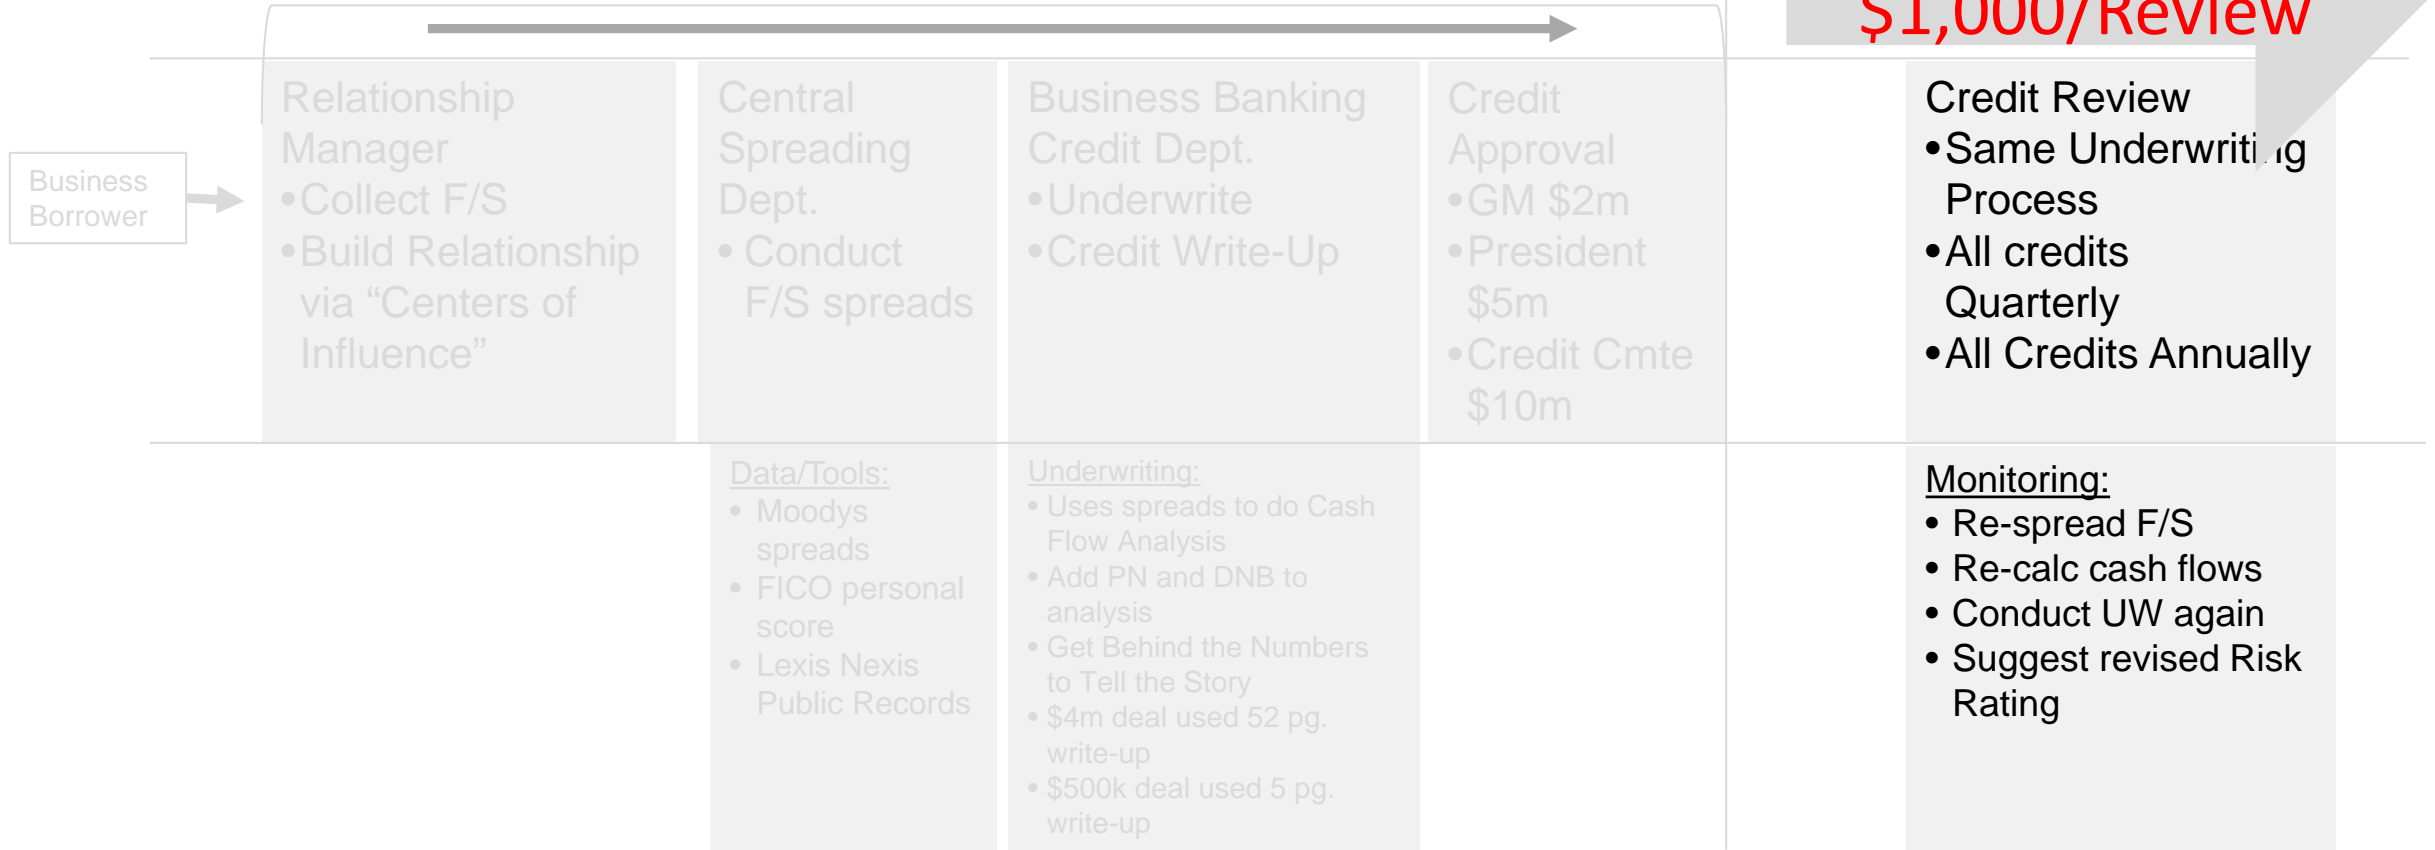 $1,000/Review
Business
Borrower
Relationship
Manager
•Collect F/S
•Build Relationship
via “Centers of
Influence”
Central
Spreading
Dept.
• Conduct
F/S spreads
Business Banking
Credit Dept.
•Underwrite
•Credit Write-Up
Credit
Approval
•GM $2m
•President
$5m
•Credit Cmte
$10m
Credit Review
•Same Underwriting
Process
•All credits
Quarterly
•All Credits Annually
Data/Tools:
• Moodys
spreads
• FICO personal
score
• Lexis Nexis
Public Records
Underwriting:
• Uses spreads to do Cash
Flow Analysis
• Add PN and DNB to
analysis
• Get Behind the Numbers
to Tell the Story
• $4m deal used 52 pg.
write-up
• $500k deal used 5 pg.
write-up
Monitoring:
• Re-spread F/S
• Re-calc cash flows
• Conduct UW again
• Suggest revised Risk
Rating